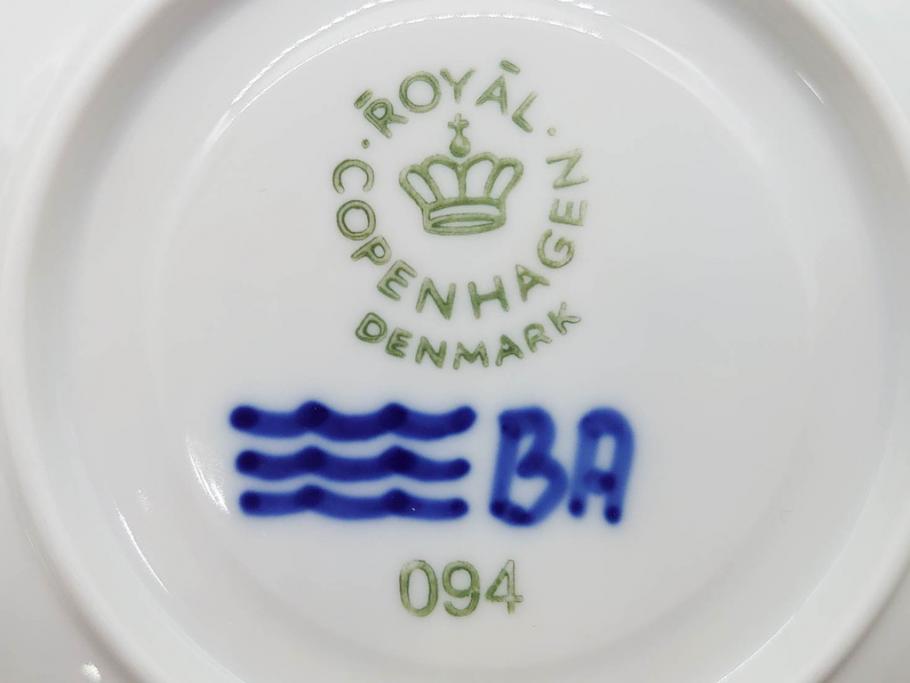 ROYAL
COPENHAGEN
DENMARK
BA
094